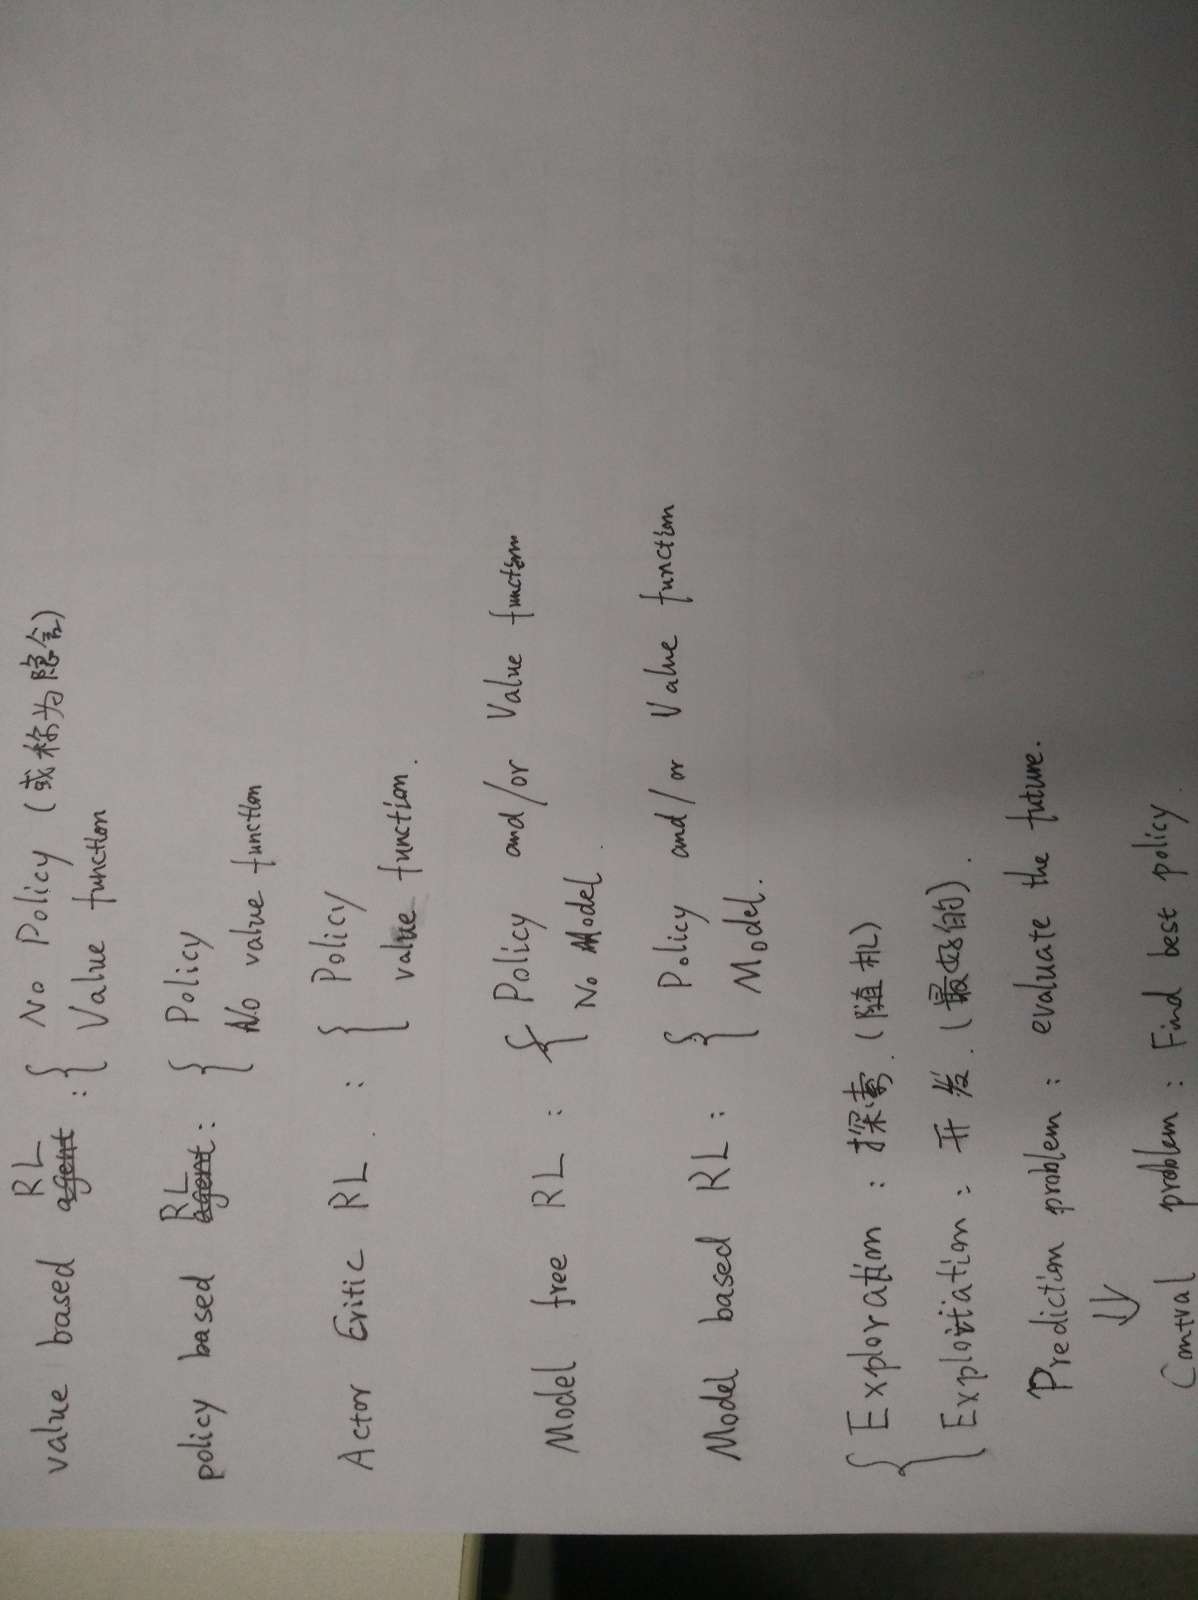 value based RL agent : { No Policy (或称为隐含)
Value function
policy based RL agent : { Policy
No value function
Actor Critic RL. : { Policy
value function.
Model free RL : { Policy and/or Value function
No Model.
Model based RL : { Policy and/or Value function
Model.
{ Exploration : 探索.(随机)
Exploitation : 开发.(最好的).
Prediction problem : evaluate the future.
⇓
Control problem : Find best policy.